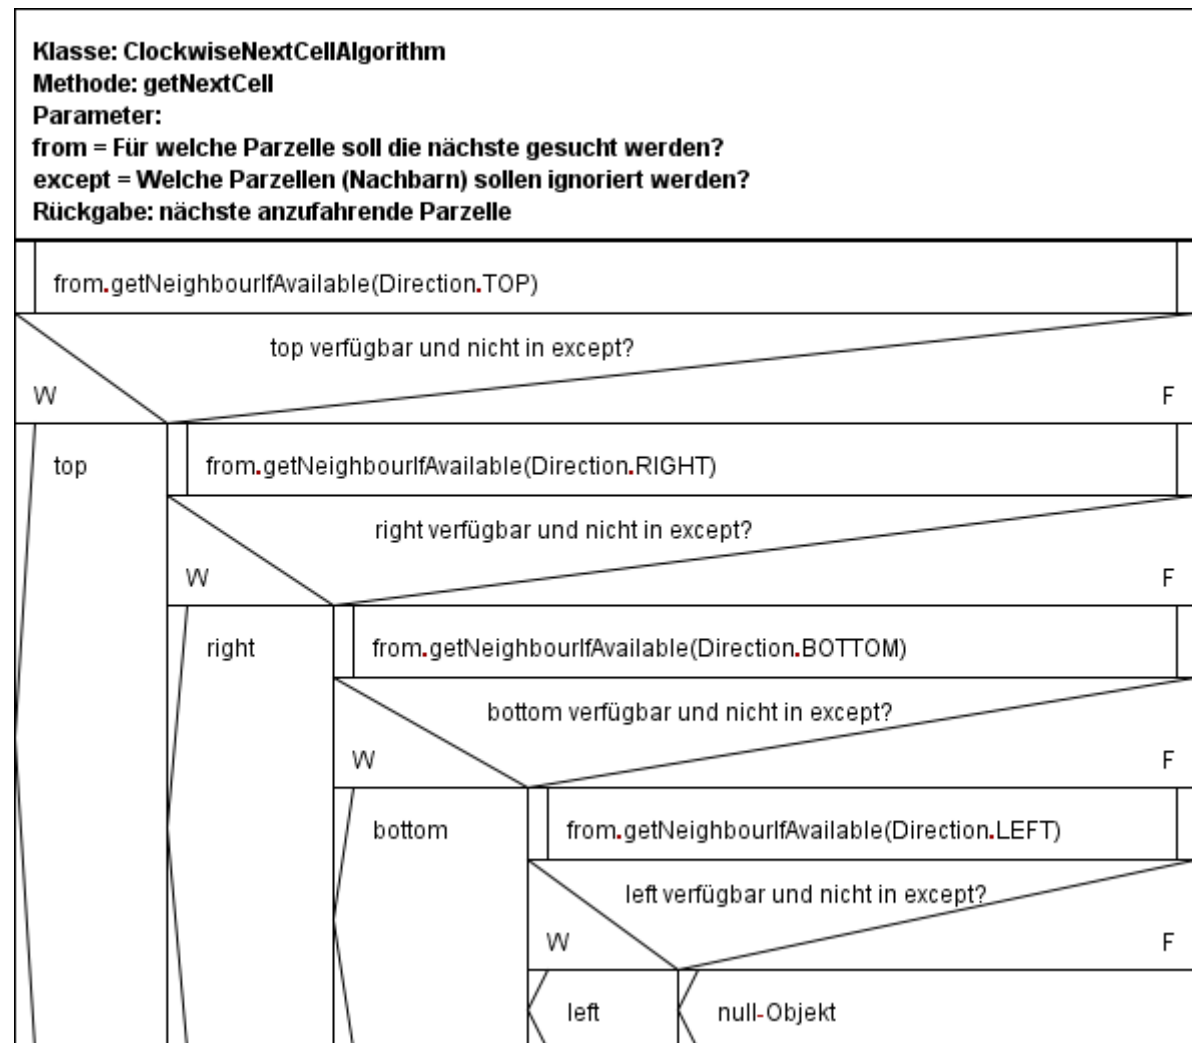 Klasse: ClockwiseNextCellAlgorithm
Methode: getNextCell
Parameter:
from = Für welche Parzelle soll die nächste gesucht werden?
except = Welche Parzellen (Nachbarn) sollen ignoriert werden?
Rückgabe: nächste anzufahrende Parzelle
from.getNeighbourIfAvailable(Direction.TOP)
top verfügbar und nicht in except?
W F
top from.getNeighbourIfAvailable(Direction.RIGHT)
right verfügbar und nicht in except?
W F
right from.getNeighbourIfAvailable(Direction.BOTTOM)
bottom verfügbar und nicht in except?
W F
bottom from.getNeighbourIfAvailable(Direction.LEFT)
left verfügbar und nicht in except?
W F
left null-Objekt